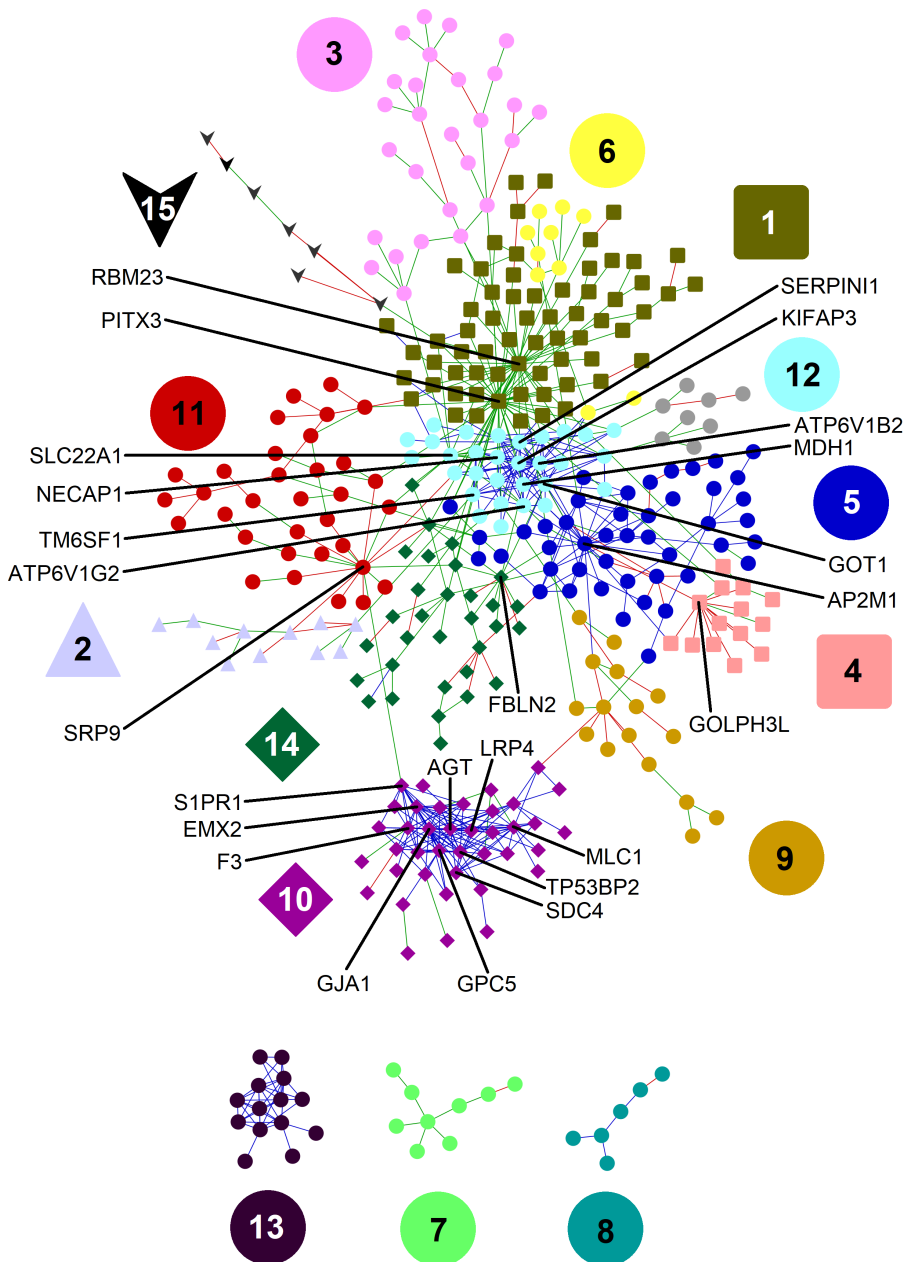 3
6
15
1
RBM23
SERPINI1
PITX3
KIFAP3
12
11
ATP6V1B2
MDH1
SLC22A1
NECAP1
5
TM6SF1
GOT1
ATP6V1G2
AP2M1
2
4
FBLN2
GOLPH3L
SRP9
14
LRP4
AGT
S1PR1
EMX2
F3
MLC1
9
TP53BP2
10
SDC4
GJA1
GPC5
13
7
8